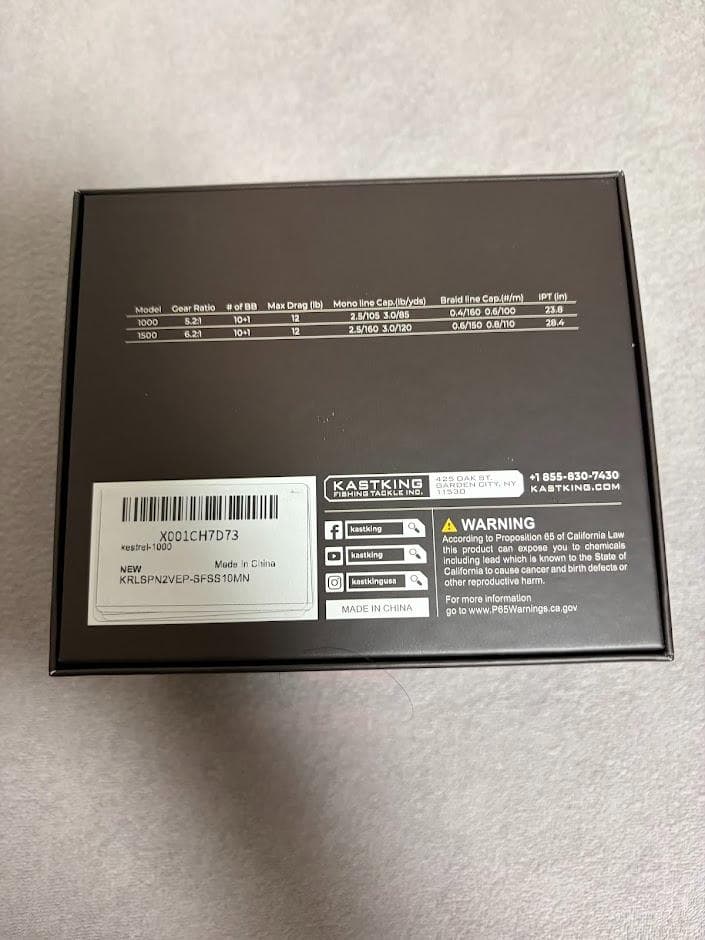 Model Gear Ratio # of BB Max Drag (lb) Mono line Cap.(lb/yds) Braid line Cap.(#/m) IPT (in)
1000 5.2:1 10+1 12 2.5/105 3.0/85 0.4/160 0.6/100 23.8
1500 6.2:1 10+1 12 2.5/160 3.0/120 0.6/150 0.8/110 28.4
X001CH7D73
kestrel-1000
Made in China
NEW
KRLSPN2VEP-SFSS10MN
KASTKING
FISHING TACKLE INC.
425 OAK ST.
GARDEN CITY, NY
11530
+1 855-830-7430
KASTKING.COM
kastking
kastking
kastkingusa
MADE IN CHINA
WARNING
According to Proposition 65 of California Law
this product can expose you to chemicals
including lead which is known to the State of
California to cause cancer and birth defects or
other reproductive harm.
For more information
go to www.P65Warnings.ca.gov